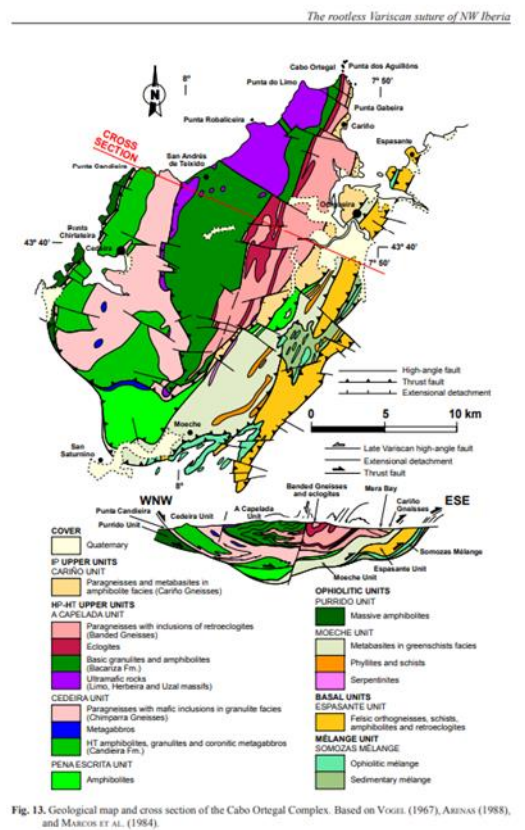 The rootless Variscan suture of NW Iberia
Cabo Ortegal
Punta dos Aguillóns
Punta do Limo
8º
7º 50'
N
Punta Gabeira
Punta Robaliceira
Cariño
CROSS
SECTION
San Andrés
de Teixido
Espasante
Punta Candieira
Ortigueira
Punta
Chirlateira
43º 40'
Cedeira
43º 40'
7º 50'
High-angle fault
Thrust fault
Extensional detachment
0 5 10 km
Moeche
San
Saturnino
8º
Late Variscan high-angle fault
Extensional detachment
Thrust fault
Banded Gneisses
and eclogites
Mera Bay
WNW
ESE
Punta Candieira
Cedeira Unit
A Capelada
Unit
Cariño
Gneisses
Purrido Unit
Somozas Mélange
Espasante Unit
Moeche Unit
COVER
Quaternary
IP UPPER UNITS
CARIÑO UNIT
Paragneisses and metabasites in
amphibolite facies (Cariño Gneisses)
HP-HT UPPER UNITS
A CAPELADA UNIT
Paragneisses with inclusions of retroeclogites
(Banded Gneisses)
Eclogites
Basic granulites and amphibolites
(Bacariza Fm.)
Ultramafic rocks
(Limo, Herbeira and Uzal massifs)
CEDEIRA UNIT
Paragneisses with mafic inclusions in granulite facies
(Chimparra Gneisses)
Metagabbros
HT amphibolites, granulites and coronitic metagabbros
(Candieira Fm.)
PENA ESCRITA UNIT
Amphibolites
OPHIOLITIC UNITS
PURRIDO UNIT
Massive amphibolites
MOECHE UNIT
Metabasites in greenschists facies
Phyllites and schists
Serpentinites
BASAL UNITS
ESPASANTE UNIT
Felsic orthogneisses, schists,
amphibolites and retroeclogites
MÉLANGE UNIT
SOMOZAS MÉLANGE
Ophiolitic mélange
Sedimentary mélange
Fig. 13. Geological map and cross section of the Cabo Ortegal Complex. Based on VOGEL (1967), ARENAS (1988),
and MARCOS ET AL. (1984).